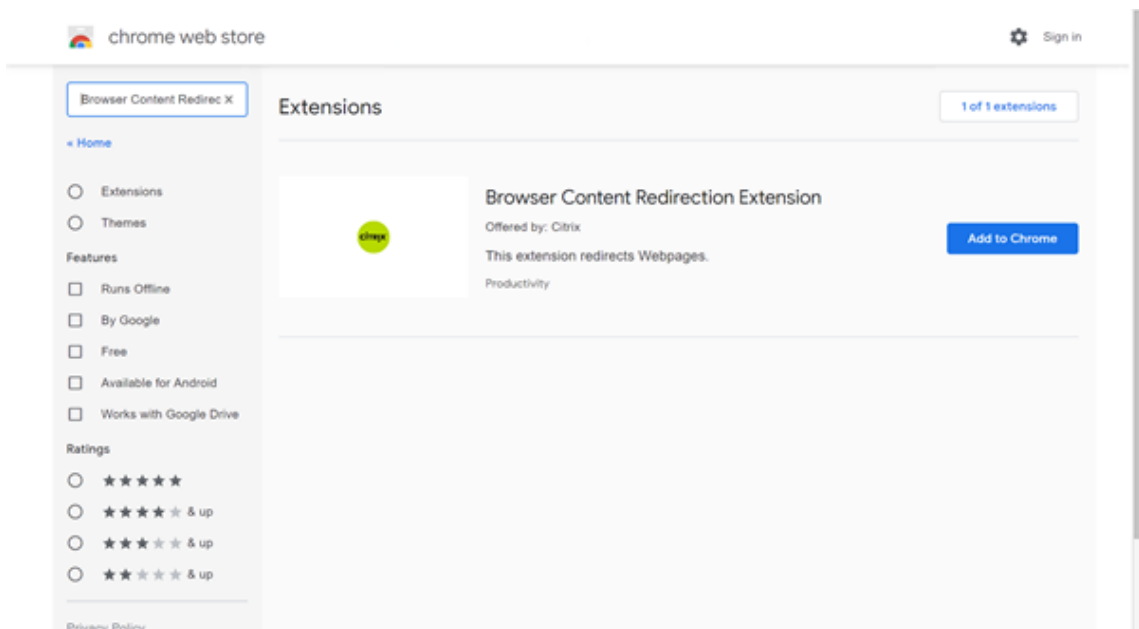 chrome web store
Sign in
Browser Content Redirec ×
« Home
Extensions
Themes
Features
Runs Offline
By Google
Free
Available for Android
Works with Google Drive
Ratings
& up
& up
& up
Privacy Policy
Extensions
1 of 1 extensions
citrix
Browser Content Redirection Extension
Offered by: Citrix
This extension redirects Webpages.
Productivity
Add to Chrome